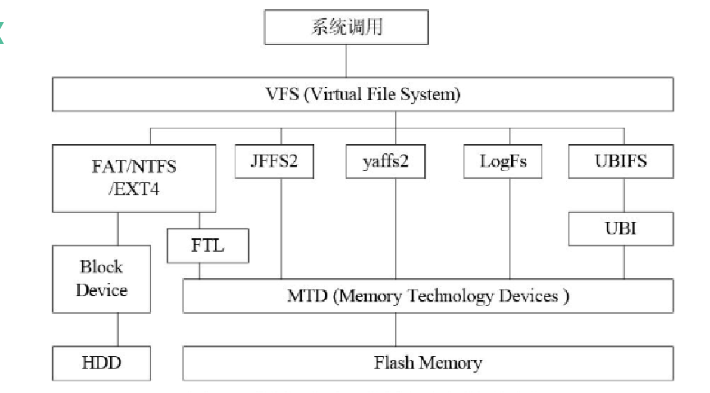 系统调用
VFS (Virtual File System)
FAT/NTFS
/EXT4
JFFS2
yaffs2
LogFs
UBIFS
FTL
UBI
Block
Device
MTD (Memory Technology Devices )
HDD
Flash Memory